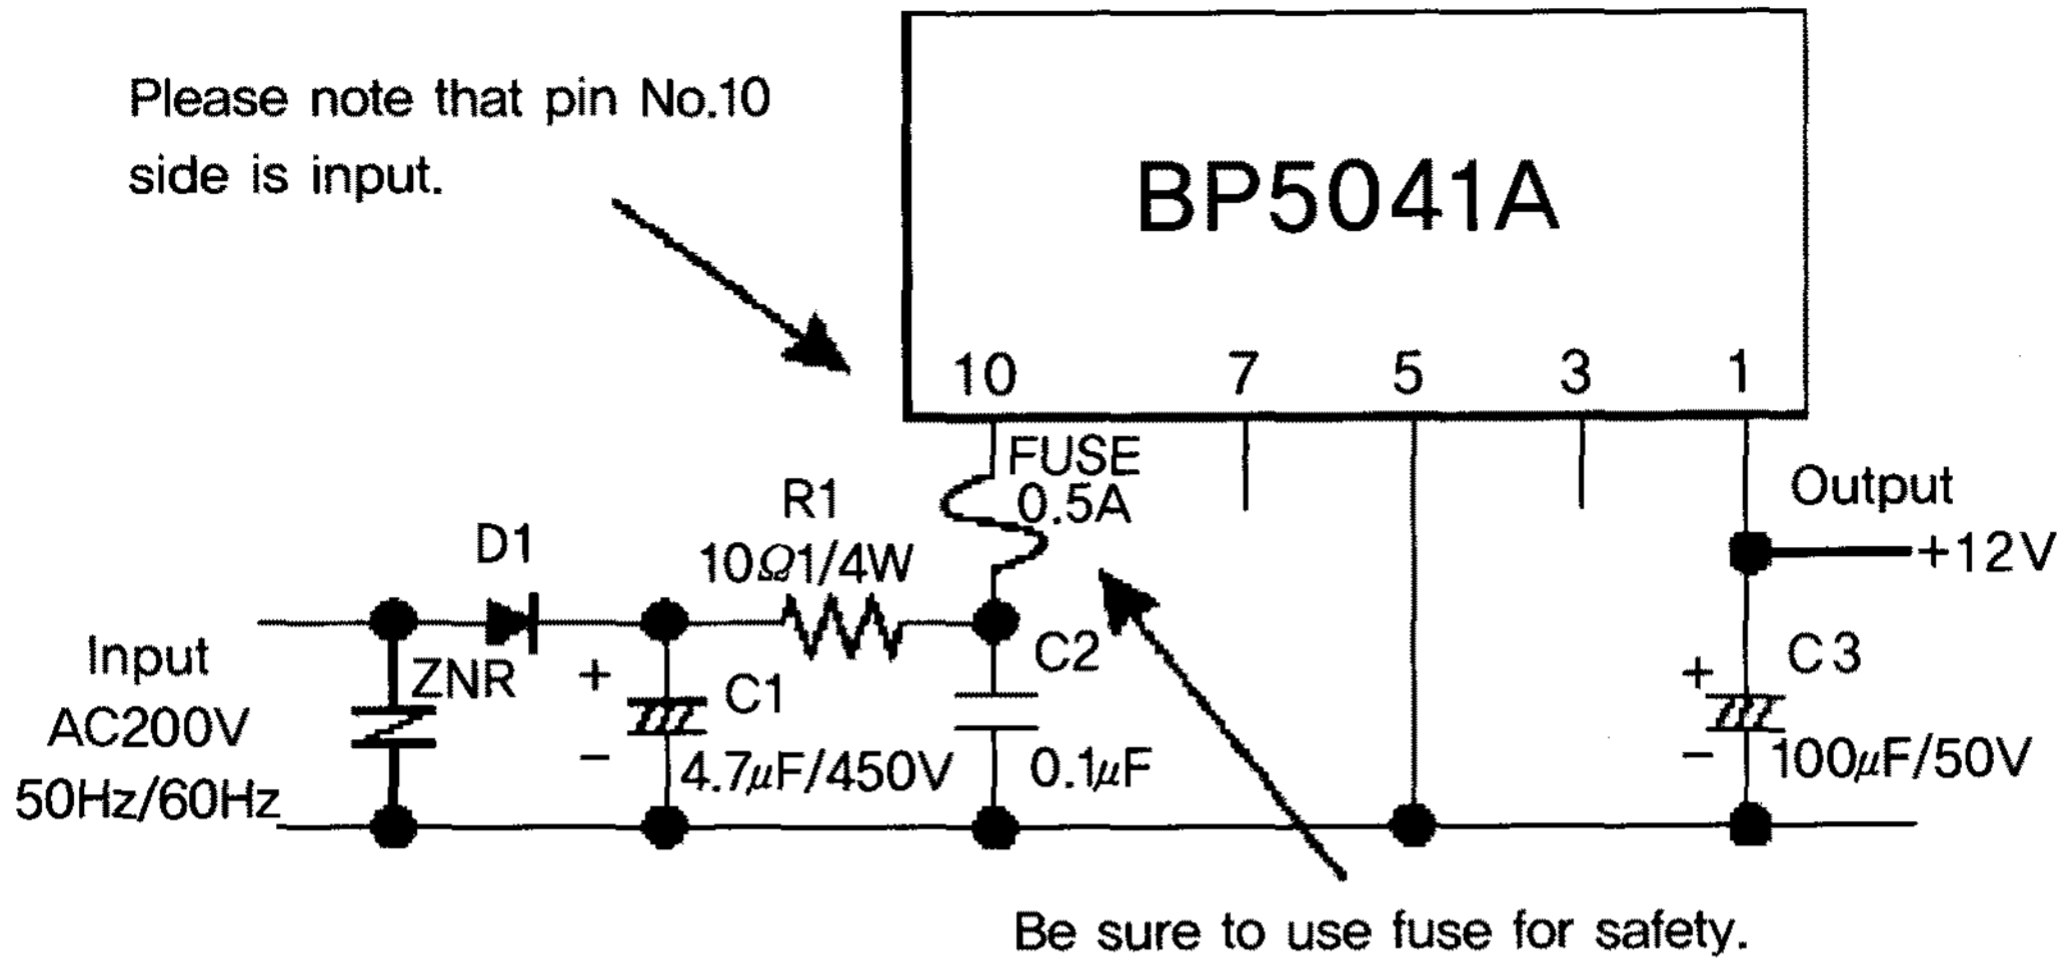 Please note that pin No.10
side is input.
BP5041A
10 7 5 3 1
FUSE
0.5A
R1
10Ω1/4W
D1
Output
+12V
Input
AC200V
50Hz/60Hz
ZNR
+
C1
−
4.7μF/450V
C2
0.1μF
+
C3
−
100μF/50V
Be sure to use fuse for safety.